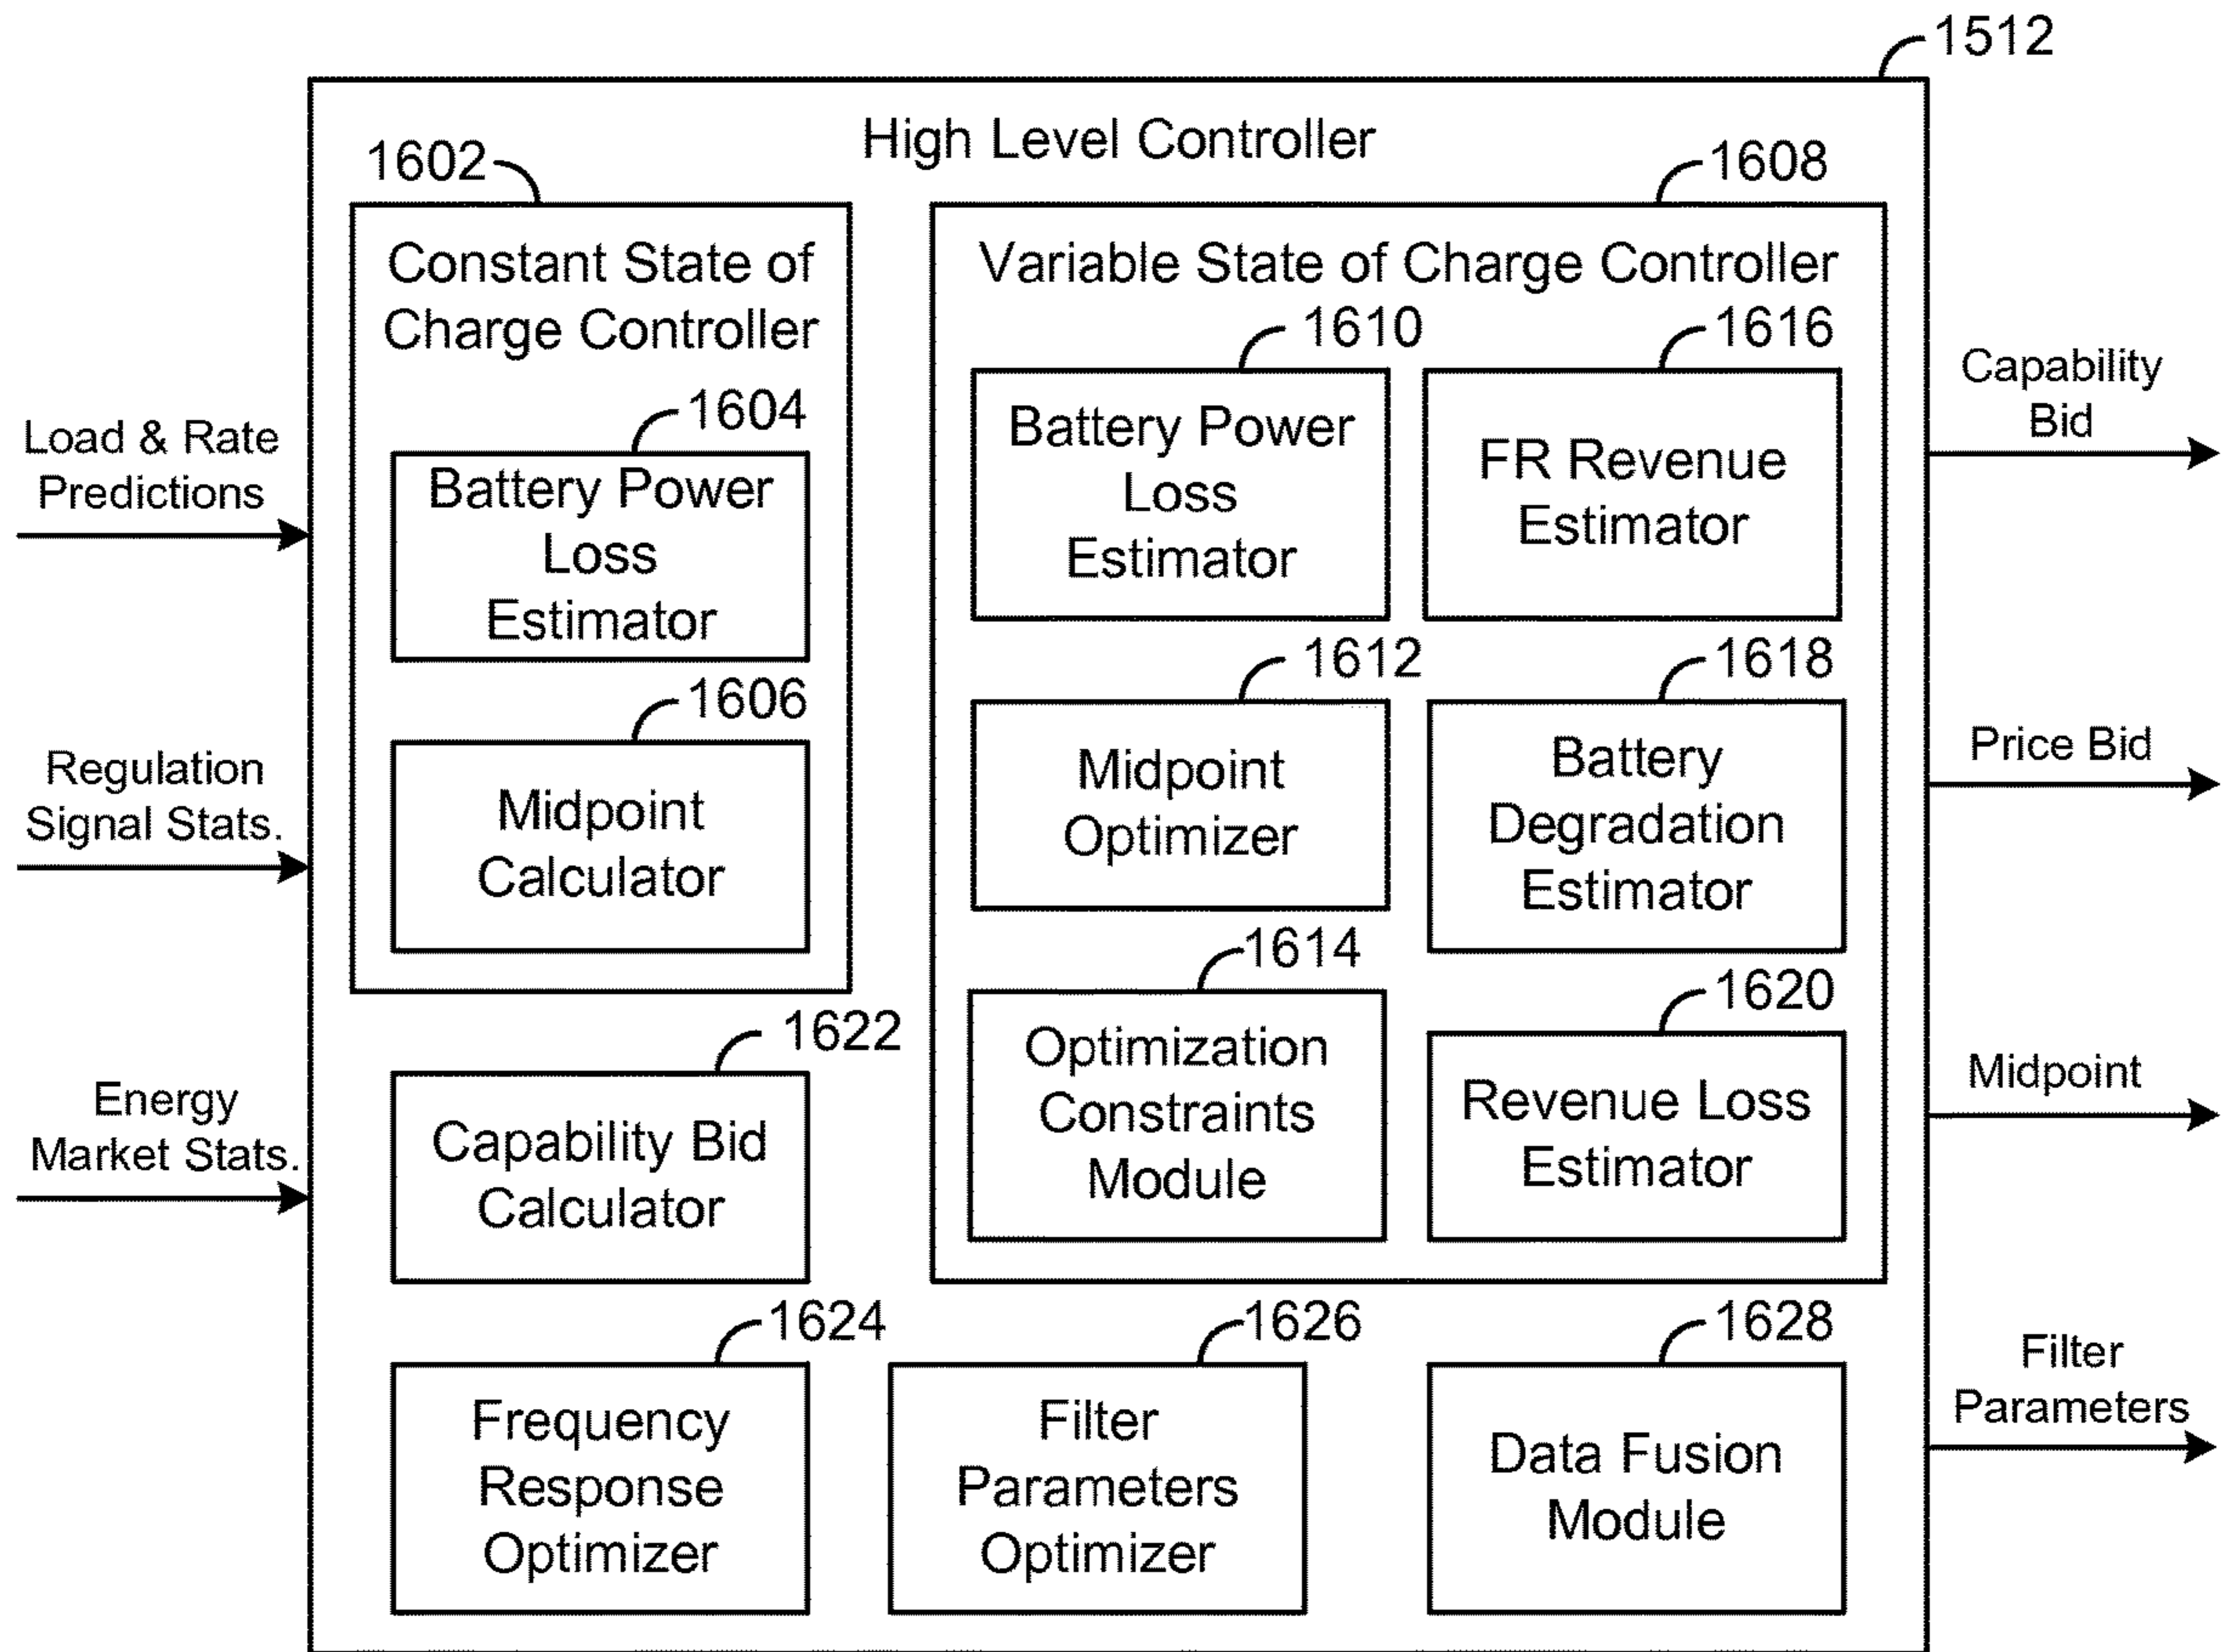 1512
High Level Controller
1602
Constant State of
Charge Controller
1604
Battery Power
Loss
Estimator
1606
Midpoint
Calculator
1608
Variable State of Charge Controller
1610
Battery Power
Loss
Estimator
1616
FR Revenue
Estimator
1612
Midpoint
Optimizer
1618
Battery
Degradation
Estimator
1614
Optimization
Constraints
Module
1620
Revenue Loss
Estimator
1622
Capability Bid
Calculator
1624
Frequency
Response
Optimizer
1626
Filter
Parameters
Optimizer
1628
Data Fusion
Module
Load & Rate
Predictions
Regulation
Signal Stats.
Energy
Market Stats.
Capability
Bid
Price Bid
Midpoint
Filter
Parameters